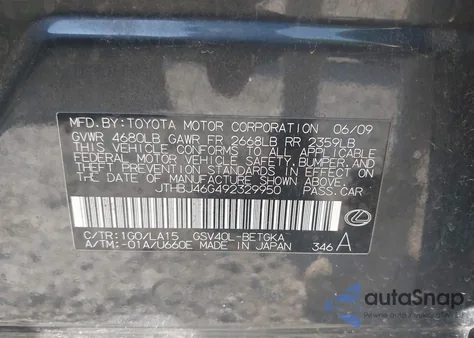 MFD.BY:TOYOTA MOTOR CORPORATION 06/09
GVWR 4680LB GAWR FR 2668LB RR 2359LB
THIS VEHICLE CONFORMS TO ALL APPLICABLE
FEDERAL MOTOR VEHICLE SAFETY,BUMPER,AND
THEFT PREVENTION STANDARDS IN EFFECT ON
THE DATE OF MANUFACTURE SHOWN ABOVE.
JTHBJ46G492329950 PASS.CAR
C/TR:1G0/LA15 GSV40L-BETGKA
A/TM:-01A/U660E MADE IN JAPAN 346 A
autoSnap